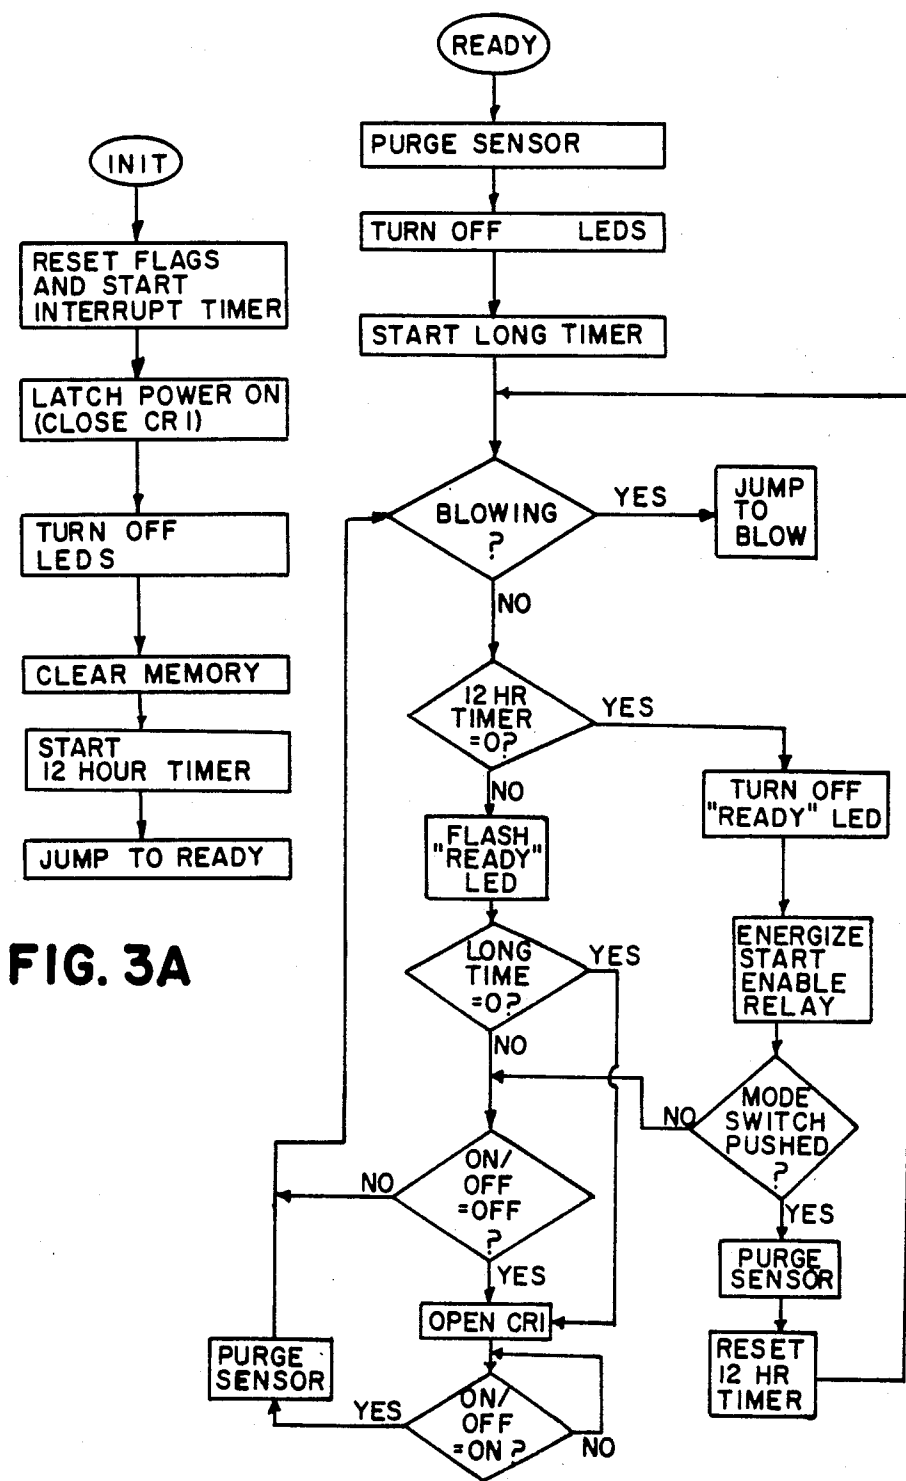 INIT
RESET FLAGS
AND START
INTERRUPT TIMER
LATCH POWER ON
(CLOSE CR1)
TURN OFF
LEDS
CLEAR MEMORY
START
12 HOUR TIMER
JUMP TO READY
FIG. 3A
READY
PURGE SENSOR
TURN OFF LEDS
START LONG TIMER
BLOWING
?
YES
JUMP
TO
BLOW
NO
12 HR
TIMER
=0?
YES
NO
FLASH
"READY"
LED
LONG
TIME
=0?
YES
NO
ON/
OFF
=OFF
?
NO
YES
OPEN CR1
ON/
OFF
=ON?
YES
NO
PURGE
SENSOR
TURN OFF
"READY" LED
ENERGIZE
START
ENABLE
RELAY
MODE
SWITCH
PUSHED
?
NO
YES
PURGE
SENSOR
RESET
12 HR
TIMER